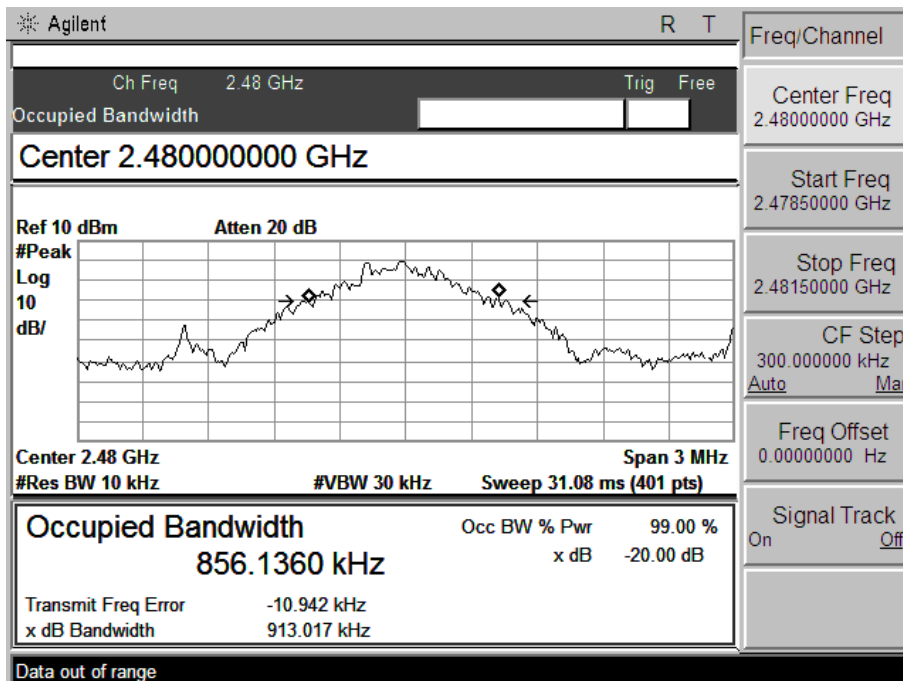 Agilent R T
Ch Freq 2.48 GHz Trig Free
Occupied Bandwidth
Center 2.480000000 GHz
Ref 10 dBm Atten 20 dB
#Peak
Log
10
dB/
Center 2.48 GHz Span 3 MHz
#Res BW 10 kHz #VBW 30 kHz Sweep 31.08 ms (401 pts)
Occupied Bandwidth Occ BW % Pwr 99.00 %
856.1360 kHz x dB -20.00 dB
Transmit Freq Error -10.942 kHz
x dB Bandwidth 913.017 kHz
Data out of range
Freq/Channel
Center Freq
2.48000000 GHz
Start Freq
2.47850000 GHz
Stop Freq
2.48150000 GHz
CF Step
300.000000 kHz
Auto Mar
Freq Offset
0.00000000 Hz
Signal Track
On Off